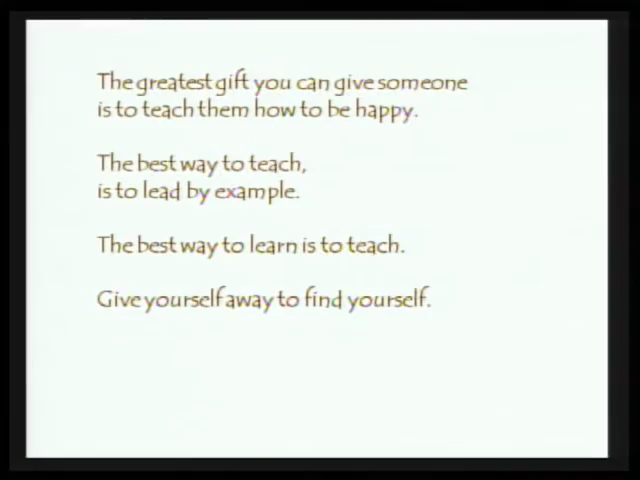 The greatest gift you can give someone
is to teach them how to be happy.
The best way to teach,
is to lead by example.
The best way to learn is to teach.
Give yourself away to find yourself.